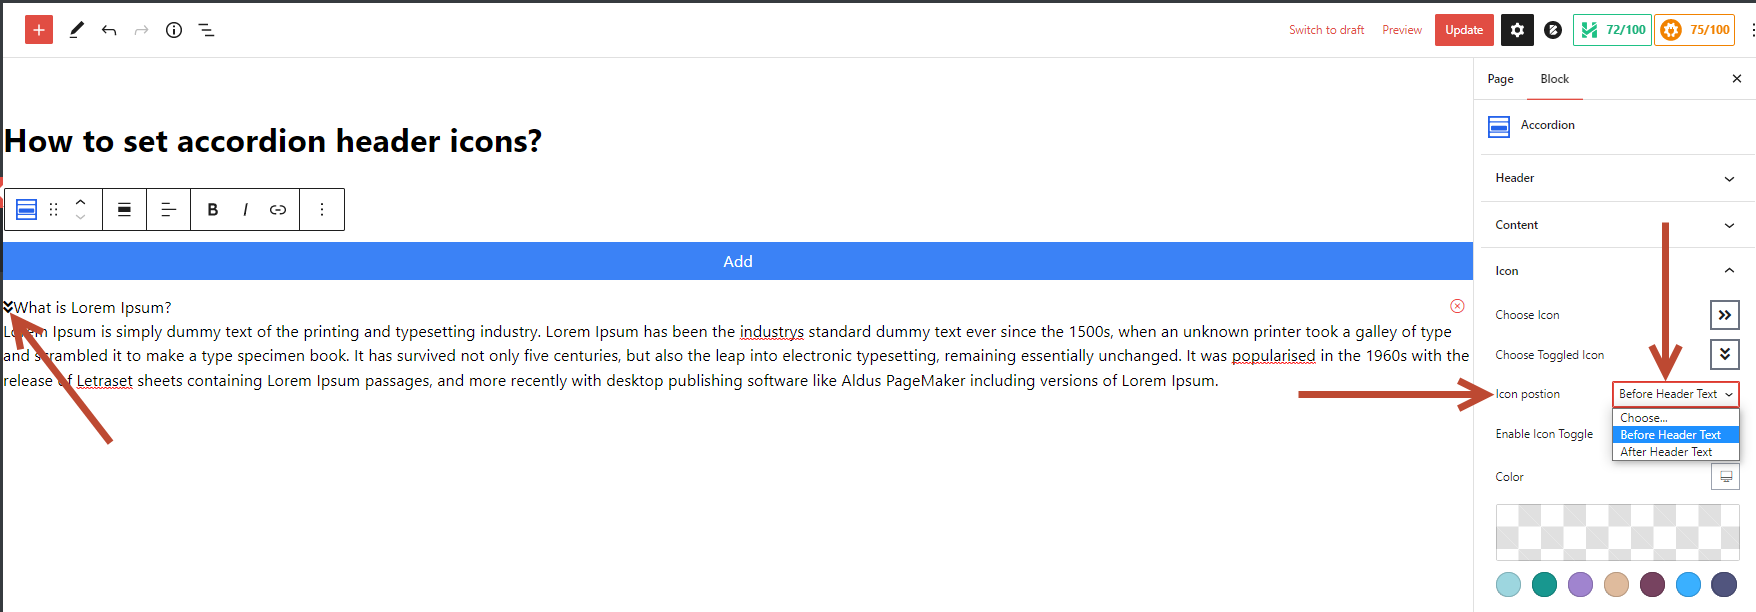 Switch to draft Preview Update 72/100 75/100
Page Block
Accordion
How to set accordion header icons?
Header
B I
Content
Add
Icon
What is Lorem Ipsum?
Choose Icon
Lorem Ipsum is simply dummy text of the printing and typesetting industry. Lorem Ipsum has been the industrys standard dummy text ever since the 1500s, when an unknown printer took a galley of type
and scrambled it to make a type specimen book. It has survived not only five centuries, but also the leap into electronic typesetting, remaining essentially unchanged. It was popularised in the 1960s with the
release of Letraset sheets containing Lorem Ipsum passages, and more recently with desktop publishing software like Aldus PageMaker including versions of Lorem Ipsum.
Choose Toggled Icon
Icon postion Before Header Text
Choose...
Before Header Text
After Header Text
Enable Icon Toggle
Color